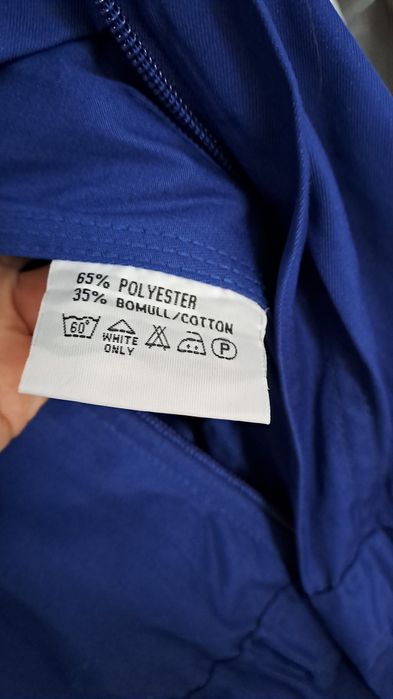 65% POLYESTER
35% BOMULL/COTTON
60° WHITE ONLY P